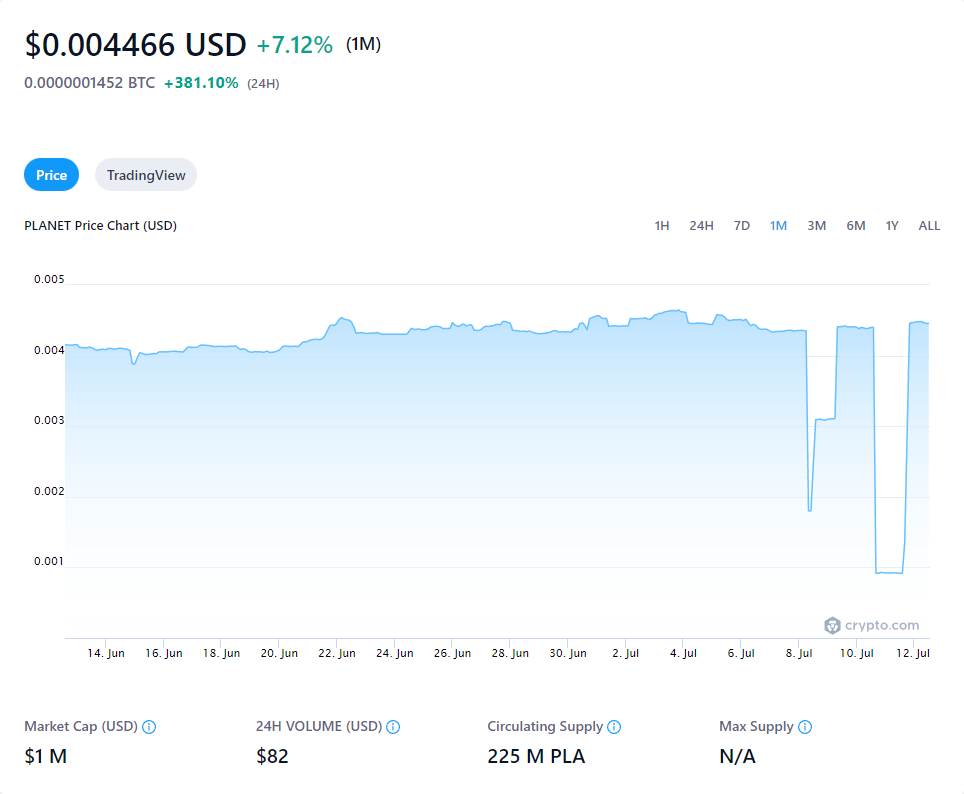 $0.004466 USD +7.12% (1M)
0.0000001452 BTC +381.10% (24H)
Price TradingView
PLANET Price Chart (USD) 1H 24H 7D 1M 3M 6M 1Y ALL
0.005
0.004
0.003
0.002
0.001
crypto.com
14. Jun 16. Jun 18. Jun 20. Jun 22. Jun 24. Jun 26. Jun 28. Jun 30. Jun 2. Jul 4. Jul 6. Jul 8. Jul 10. Jul 12. Jul
Market Cap (USD) 24H VOLUME (USD) Circulating Supply Max Supply
$1 M $82 225 M PLA N/A